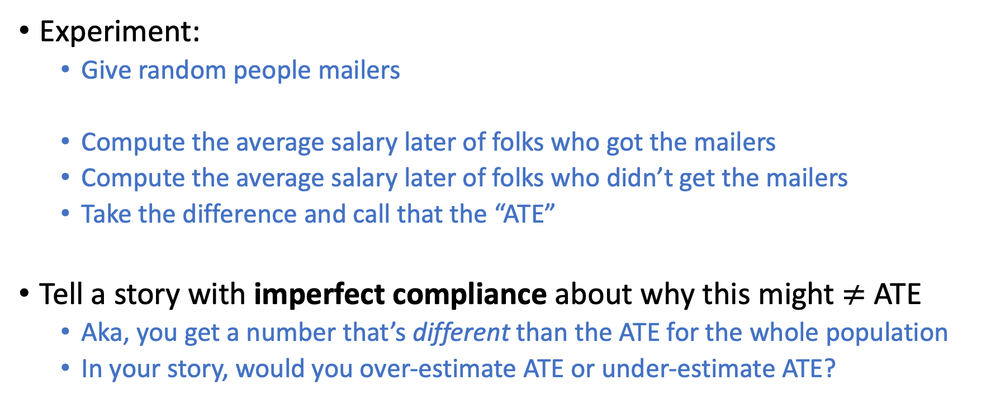 • Experiment:
• Give random people mailers
• Compute the average salary later of folks who got the mailers
• Compute the average salary later of folks who didn’t get the mailers
• Take the difference and call that the “ATE”
• Tell a story with imperfect compliance about why this might ≠ ATE
• Aka, you get a number that’s different than the ATE for the whole population
• In your story, would you over-estimate ATE or under-estimate ATE?